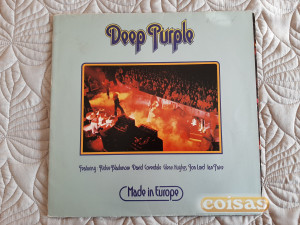 Deep Purple
Featuring Ritchie Blackmore David Coverdale Glenn Hughes Jon Lord Ian Paice
Made in Europe
coisas